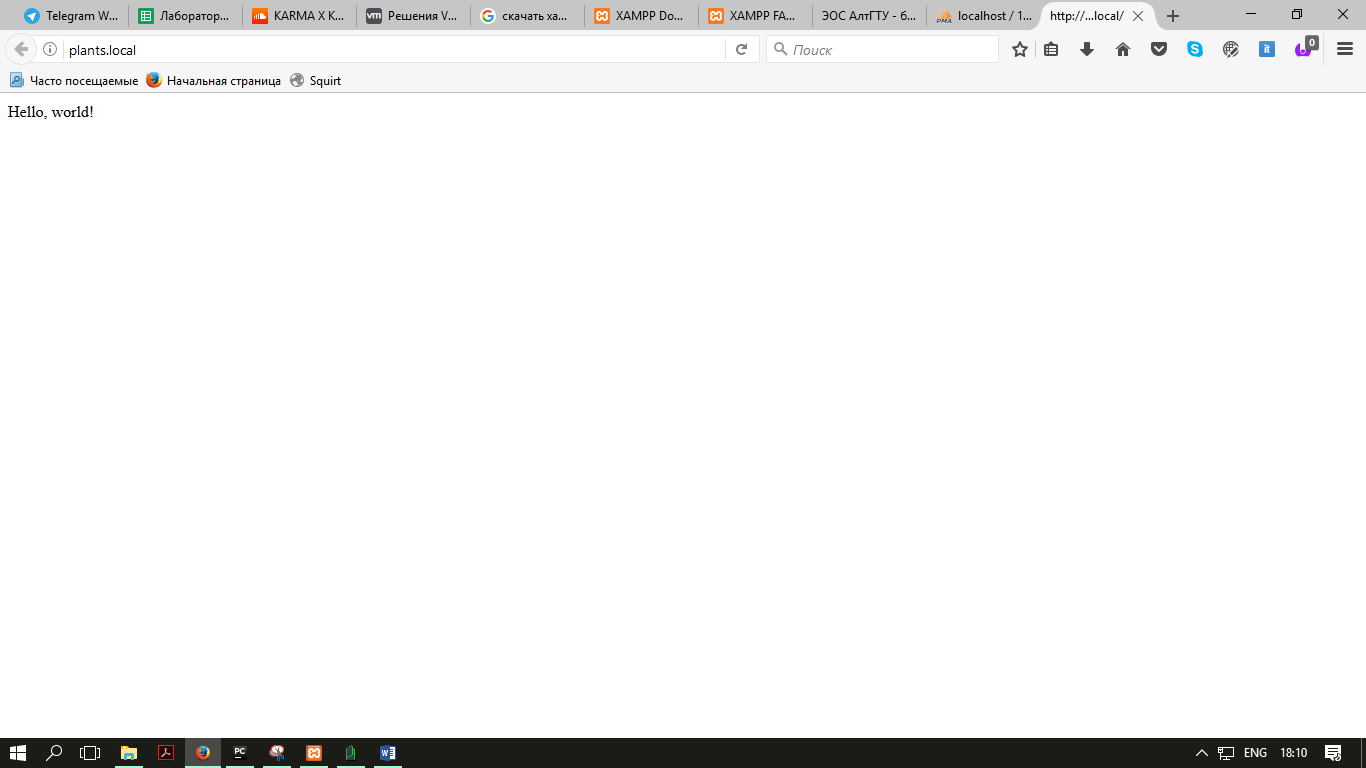 Telegram W...
Лаборатор...
KARMA X K...
Решения V...
скачать ха...
XAMPP Do...
XAMPP FA...
ЭОС АлтГТУ - б...
localhost / 1...
http://...local/
plants.local
Поиск
0
Часто посещаемые
Начальная страница
Squirt
Hello, world!
ENG
18:10